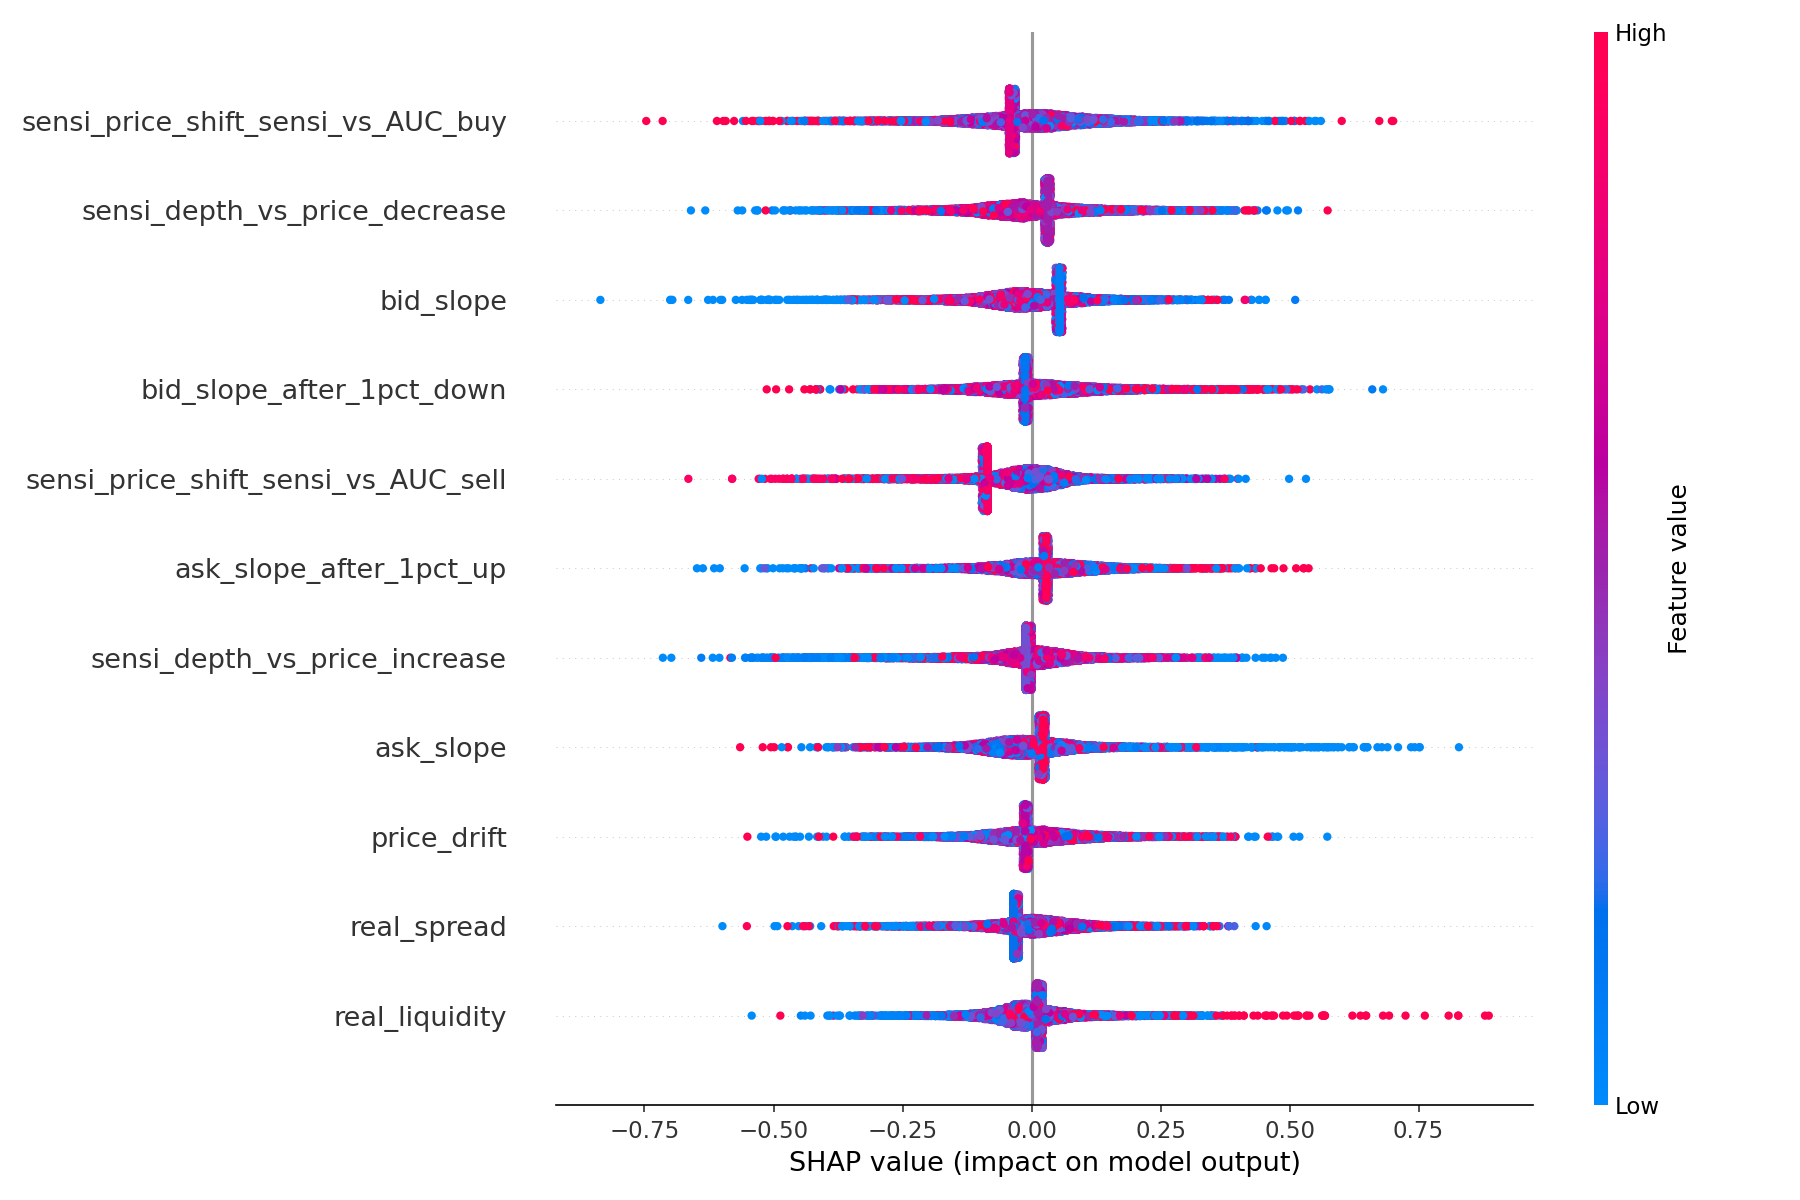 High
sensi_price_shift_sensi_vs_AUC_buy
sensi_depth_vs_price_decrease
bid_slope
bid_slope_after_1pct_down
sensi_price_shift_sensi_vs_AUC_sell
ask_slope_after_1pct_up
sensi_depth_vs_price_increase
ask_slope
price_drift
real_spread
real_liquidity
Feature value
Low
−0.75 −0.50 −0.25 0.00 0.25 0.50 0.75
SHAP value (impact on model output)